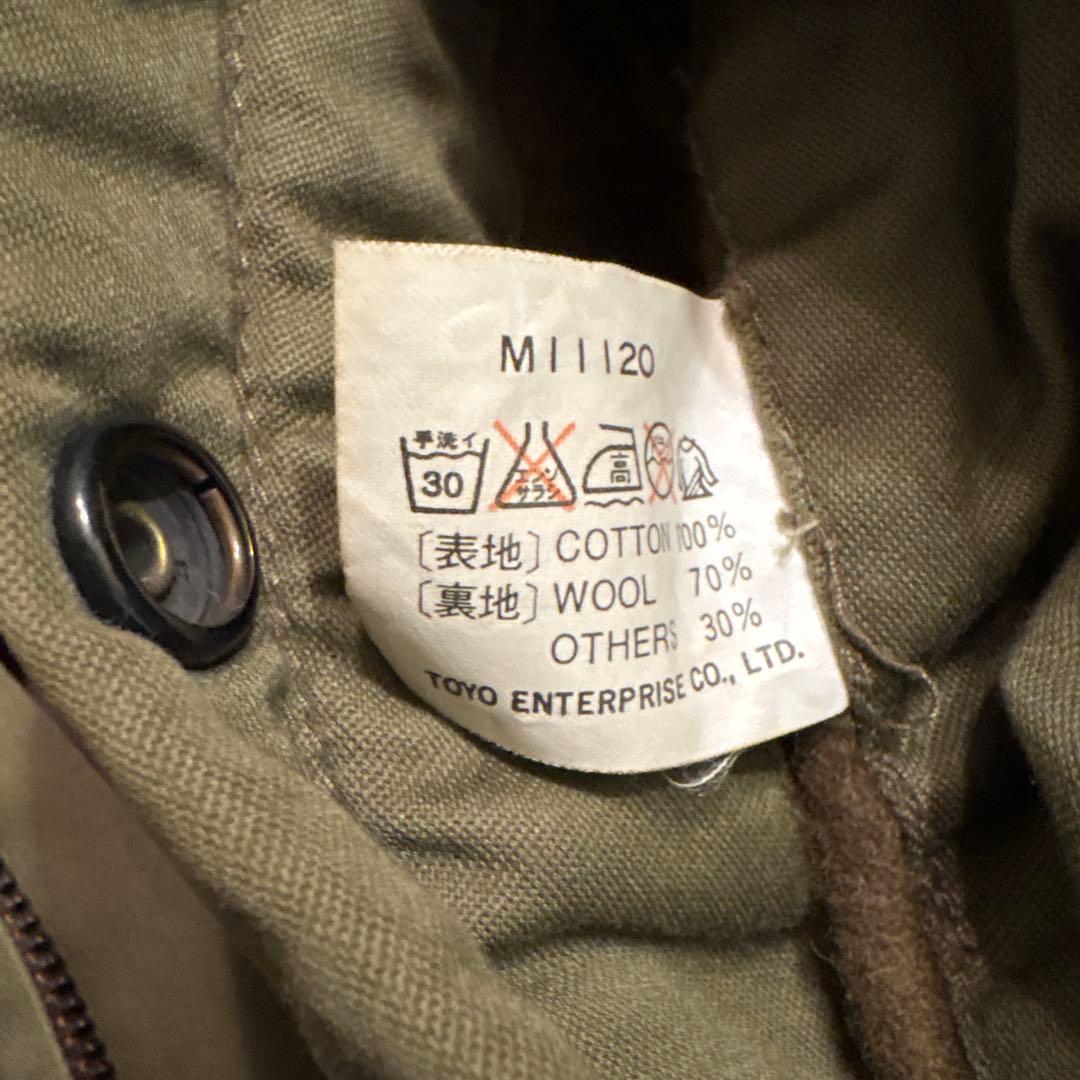 M11120
手洗イ 30 エンソサラシ 高
〔表地〕COTTON 100%
〔裏地〕WOOL 70%
OTHERS 30%
TOYO ENTERPRISE CO., LTD.